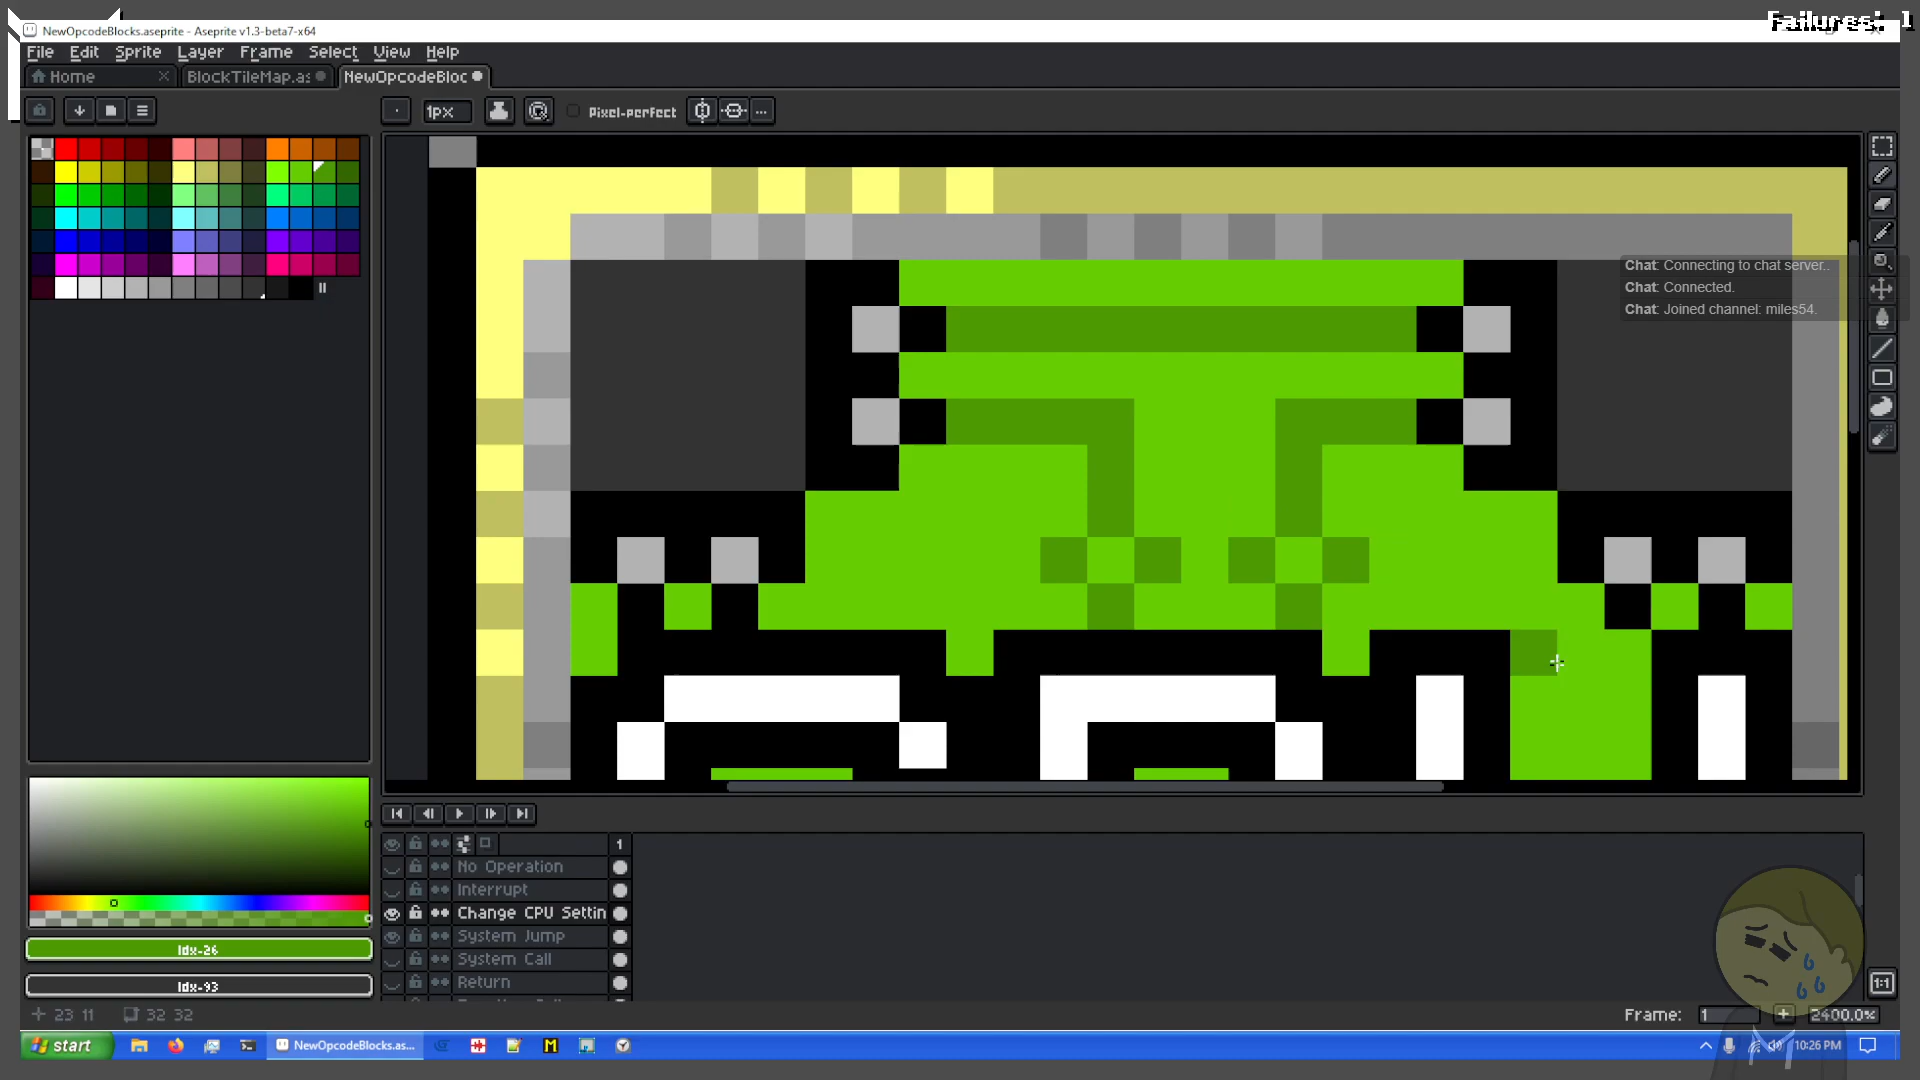 Failures: 1
NewOpcodeBlocks.aseprite - Aseprite v1.3-beta7-x64
File Edit Sprite Layer Frame Select View Help
Home BlockTileMap.as NewOpcodeBloc
1px Pixel-perfect
Chat: Connecting to chat server..
Chat: Connected.
Chat: Joined channel: miles54.
CPU
1
No Operation
Interrupt
Change CPU Settin
System Jump
System Call
Return
Idx-26
Idx-93
23 11 32 32
Frame: 1 2400.0%
1:1
start NewOpcodeBlocks.as... 10:26 PM